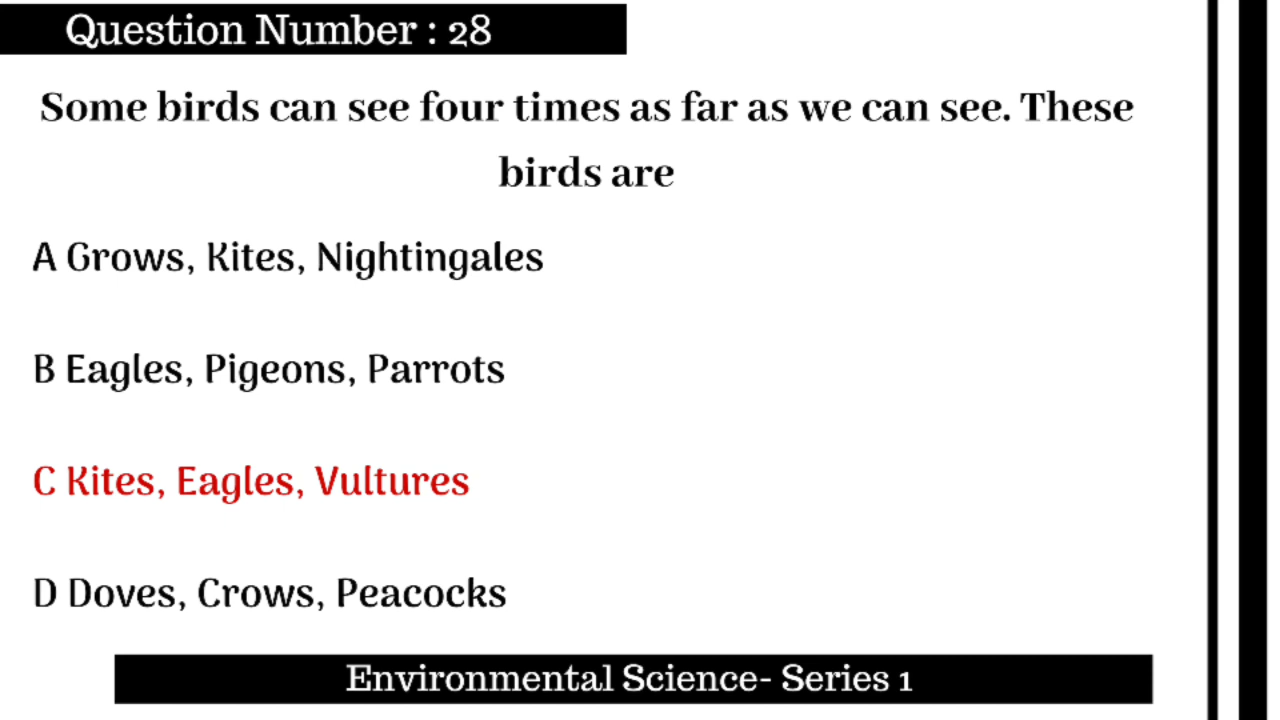 Question Number : 28
Some birds can see four times as far as we can see. These
birds are
A Grows, Kites, Nightingales
B Eagles, Pigeons, Parrots
C Kites, Eagles, Vultures
D Doves, Crows, Peacocks
Environmental Science- Series 1